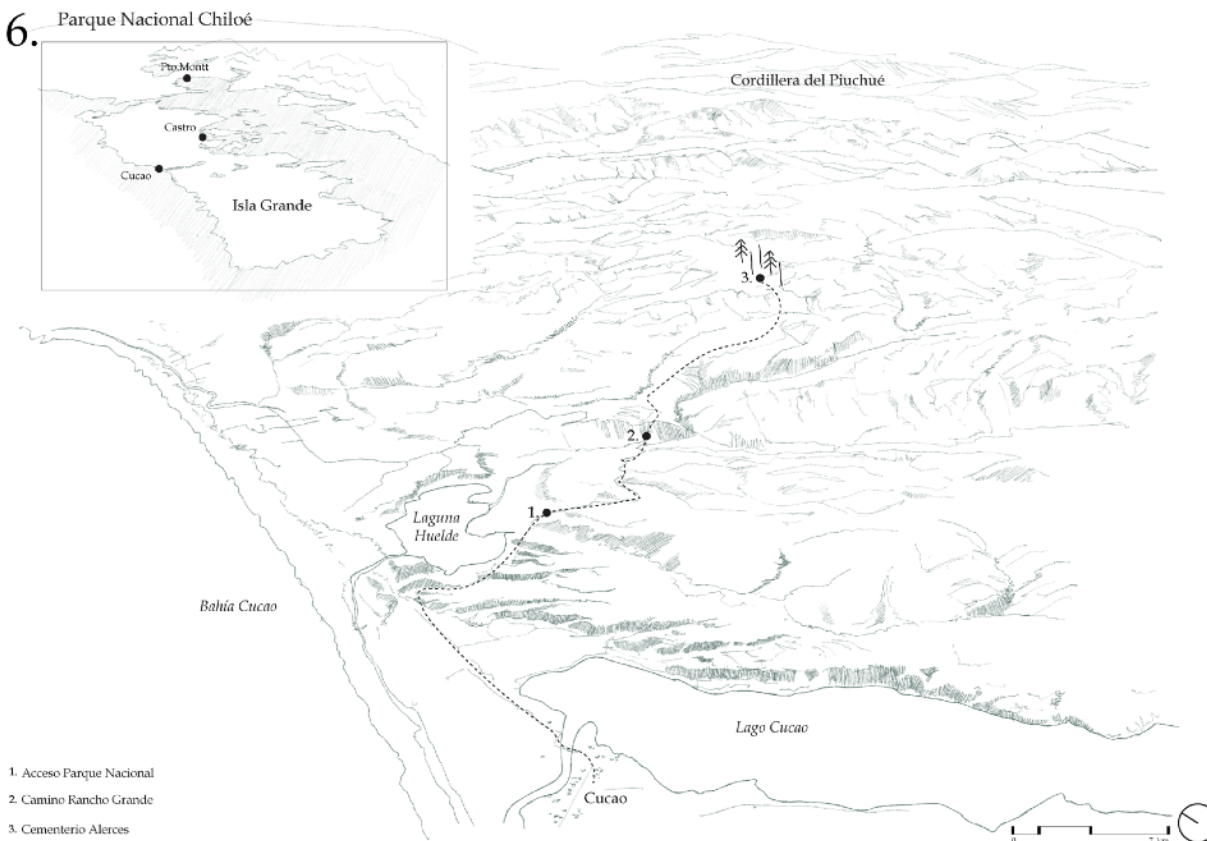 6.
Parque Nacional Chiloé
Pto.Montt
Castro
Cucao
Isla Grande
Cordillera del Piuchué
3.
2.
1.
Laguna
Huelde
Bahía Cucao
Lago Cucao
Cucao
1. Acceso Parque Nacional
2. Camino Rancho Grande
3. Cementerio Alerces
0